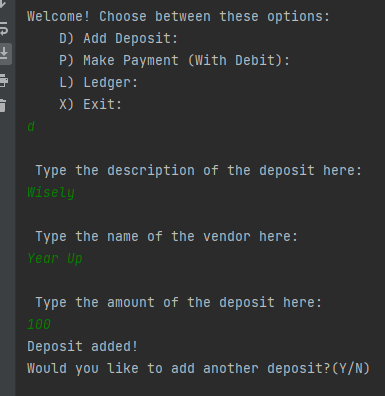 Welcome! Choose between these options:
D) Add Deposit:
P) Make Payment (With Debit):
L) Ledger:
X) Exit:
d
Type the description of the deposit here:
Wisely
Type the name of the vendor here:
Year Up
Type the amount of the deposit here:
100
Deposit added!
Would you like to add another deposit?(Y/N)